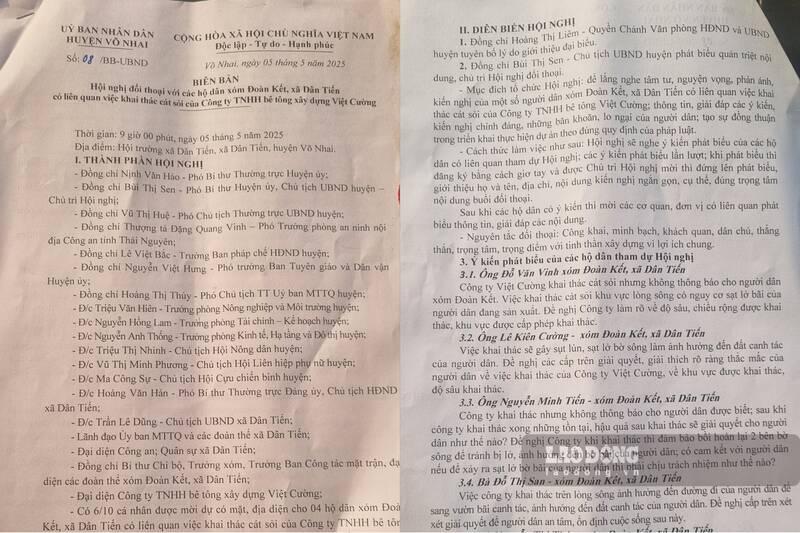 ỦY BAN NHÂN DÂN
HUYỆN VÕ NHAI
CỘNG HÒA XÃ HỘI CHỦ NGHĨA VIỆT NAM
Độc lập - Tự do - Hạnh phúc
Số: 08 /BB-UBND
Võ Nhai, ngày 05 tháng 5 năm 2025
BIÊN BẢN
Hội nghị đối thoại với các hộ dân xóm Đoàn Kết, xã Dân Tiến
có liên quan việc khai thác cát sỏi của Công ty TNHH bê tông xây dựng Việt Cường
Thời gian: 9 giờ 00 phút, ngày 05 tháng 5 năm 2025
Địa điểm: Hội trường xã Dân Tiến, xã Dân Tiến, huyện Võ Nhai.
I. THÀNH PHẦN HỘI NGHỊ
- Đồng chí Nịnh Văn Hào - Phó Bí thư Thường trực Huyện ủy;
- Đồng chí Bùi Thị Sen - Phó Bí thư Huyện ủy, Chủ tịch UBND huyện –
Chủ trì Hội nghị;
- Đồng chí Vũ Thị Huệ - Phó Chủ tịch Thường trực UBND huyện;
- Đồng chí Thượng tá Đặng Quang Vinh – Phó Trưởng phòng an ninh nội
địa Công an tỉnh Thái Nguyên;
- Đồng chí Lê Việt Bắc - Trưởng Ban pháp chế HĐND huyện;
- Đồng chí Nguyễn Việt Hưng - Phó trưởng Ban Tuyên giáo và Dân vận
Huyện ủy;
- Đồng chí Hoàng Thị Thủy - Phó Chủ tịch TT Uỷ ban MTTQ huyện;
- Đ/c Triệu Văn Hiên - Trưởng phòng Nông nghiệp và Môi trường huyện;
- Đ/c Nguyễn Hồng Lam - Trưởng phòng Tài chính – Kế hoạch huyện;
- Đ/c Nguyễn Anh Thống - Trưởng phòng Kinh tế, Hạ tầng và Đô thị huyện;
- Đ/c Triệu Thị Nhinh - Chủ tịch Hội Nông dân huyện;
- Đ/c Vũ Thị Minh Phương - Chủ tịch Hội Liên hiệp phụ nữ huyện;
- Đ/c Ma Công Sự - Chủ tịch Hội Cựu chiến binh huyện;
- Đ/c Hoàng Văn Hán - Phó Bí thư Thường trực Đảng ủy, Chủ tịch HĐND
xã Dân Tiến;
- Đ/c Trần Lê Dũng - Chủ tịch UBND xã Dân Tiến;
- Lãnh đạo Ủy ban MTTQ và các đoàn thể xã Dân Tiến;
- Đại diện Công an; Quân sự xã Dân Tiến;
- Đồng chí Bí thư Chi bộ, Trưởng xóm, Trưởng Ban Công tác mặt trận, đại
diện các đoàn thể xóm Đoàn Kết, xã Dân Tiến;
- Đại diện Công ty TNHH bê tông xây dựng Việt Cường;
- Có 6/10 cá nhân được mời dự có mặt, địa diện cho 04 hộ dân xóm Đoàn
Kết, xã Dân Tiến có liên quan việc khai thác cát sỏi của Công ty TNHH bê tông
II. DIỄN BIẾN HỘI NGHỊ
1. Đồng chí Hoàng Thị Liêm - Quyền Chánh Văn phòng HĐND và UBND
huyện tuyên bố lý do giới thiệu đại biểu.
2. Đồng chí Bùi Thị Sen - Chủ tịch UBND huyện phát biểu quán triệt nội
dung, chủ trì Hội nghị đối thoại.
- Mục đích tổ chức Hội nghị: để lắng nghe tâm tư, nguyện vọng, phản ánh,
kiến nghị của một số người dân xóm Đoàn Kết, xã Dân Tiến có liên quan việc khai
thác cát sỏi của Công ty TNHH bê tông Việt Cường; thông tin, giải đáp các ý kiến,
kiến nghị chính đáng, những băn khoăn, lo ngại của người dân; tạo sự đồng thuận
trong triển khai thực hiện dự án theo đúng quy định của pháp luật.
- Cách thức làm việc như sau: Hội nghị sẽ nghe ý kiến phát biểu của các hộ
dân có liên quan tham dự Hội nghị; các ý kiến phát biểu lần lượt; khi phát biểu thì
đăng ký bằng cách giơ tay và được Chủ trì Hội nghị mời thì đứng lên phát biểu,
giới thiệu họ và tên, địa chỉ, nội dung kiến nghị ngắn gọn, cụ thể, đúng trọng tâm
nội dung buổi đối thoại.
Sau khi các hộ dân có ý kiến thì mời các cơ quan, đơn vị có liên quan phát
biểu thông tin, giải đáp các nội dung.
- Nguyên tắc đối thoại: Công khai, minh bạch, khách quan, dân chủ, thẳng
thắn, trọng tâm, trọng điểm với tinh thần xây dựng vì lợi ích chung.
3. Ý kiến phát biểu của các hộ dân tham dự Hội nghị
3.1. Ông Đỗ Văn Vinh xóm Đoàn Kết, xã Dân Tiến
Công ty Việt Cường khai thác cát sỏi nhưng không thông báo cho người dân
xóm Đoàn Kết. Việc khai thác cát sỏi khu vực lòng sông có nguy cơ sạt lở bãi của
người dân đang sản xuất. Đề nghị Công ty làm rõ về độ sâu, chiều rộng được khai
thác, khu vực được cấp phép khai thác.
3.2. Ông Lê Kiên Cường - xóm Đoàn Kết, xã Dân Tiến
Việc khai thác sẽ gây sụt lún, sạt lở bờ sông làm ảnh hưởng đến đất canh tác
của người dân. Đề nghị các cấp trên giải quyết, giải thích rõ ràng thắc mắc của
người dân về việc khai thác của Công ty Việt Cường, về khu vực được khai thác,
độ sâu khai thác.
3.3. Ông Nguyễn Minh Tiến - xóm Đoàn Kết, xã Dân Tiến
Công ty khai thác nhưng không thông báo cho người dân được biết; sau khi
công ty khai thác xong những tồn tại, hậu quả sau khai thác sẽ giải quyết cho người
dân như thế nào? Đề nghị Công ty khi khai thác thì đảm bảo bồi hoàn lại 2 bên bờ
sông để tránh bị lở, ảnh hưởng người dân; có cam kết với người dân
nếu để xảy ra sạt lở bờ bãi thì chịu trách nhiệm như thế nào?
3.4. Bà Đỗ Thị San - xóm Đoàn Kết, xã Dân Tiến
Việc công ty khai thác trên lòng sông ảnh hưởng đến đường đi của người dân để
sang vườn bãi canh tác, ảnh hưởng đến đất canh tác của người dân. Đề nghị cấp trên xem
xét giải quyết để người dân an tâm, ổn định cuộc sống sau này.
LAO ĐỘNG
laodong.vn